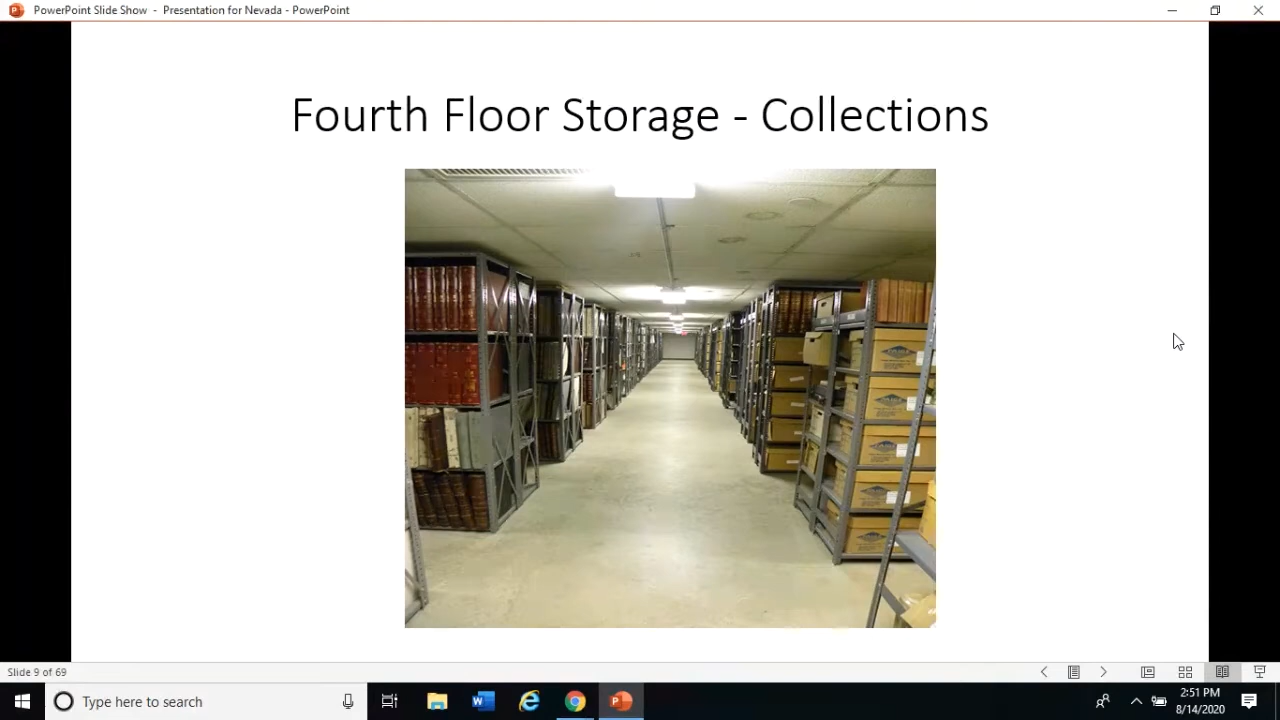 PowerPoint Slide Show - Presentation for Nevada - PowerPoint
Fourth Floor Storage - Collections
Slide 9 of 69
Type here to search
2:51 PM
8/14/2020